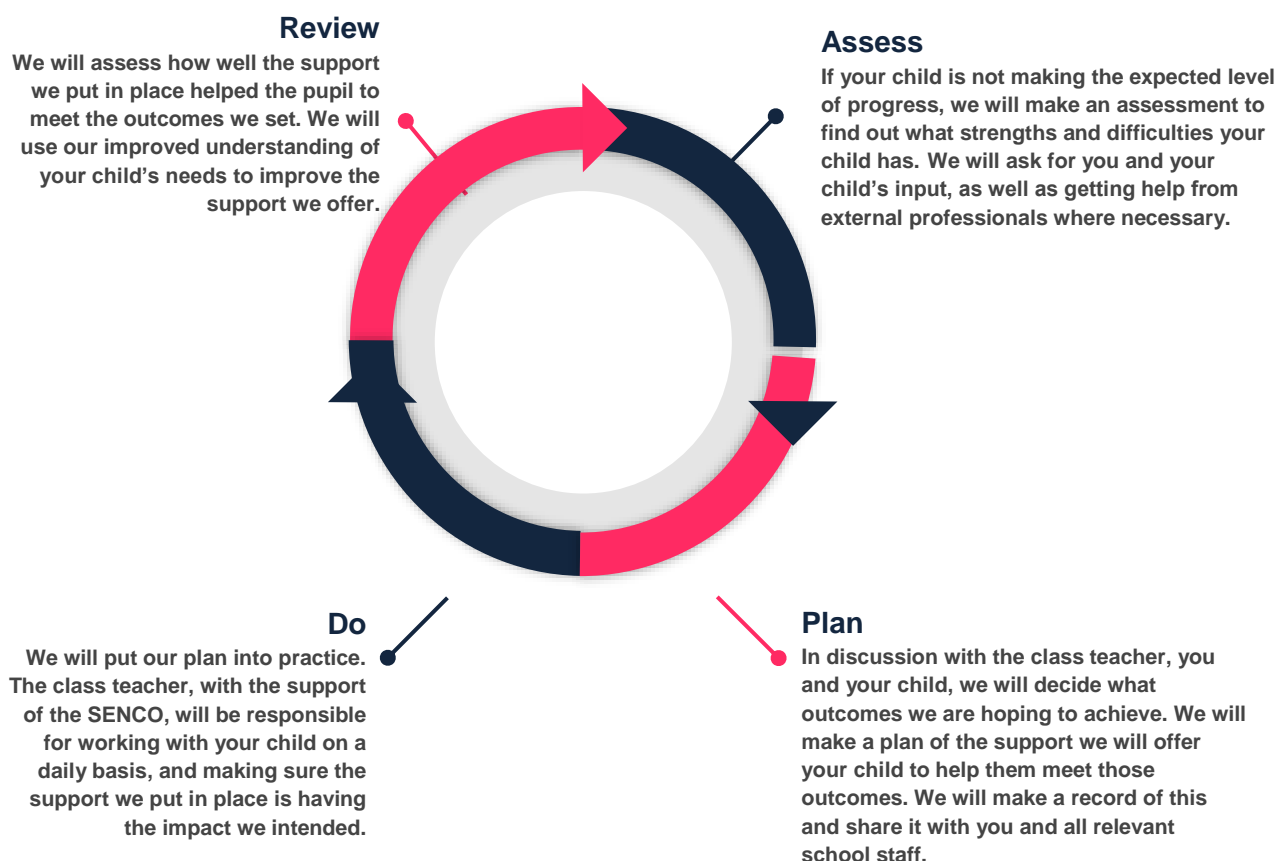 Review
We will assess how well the support
we put in place helped the pupil to
meet the outcomes we set. We will
use our improved understanding of
your child’s needs to improve the
support we offer.
Assess
If your child is not making the expected level
of progress, we will make an assessment to
find out what strengths and difficulties your
child has. We will ask for you and your
child’s input, as well as getting help from
external professionals where necessary.
Do
We will put our plan into practice.
The class teacher, with the support
of the SENCO, will be responsible
for working with your child on a
daily basis, and making sure the
support we put in place is having
the impact we intended.
Plan
In discussion with the class teacher, you
and your child, we will decide what
outcomes we are hoping to achieve. We will
make a plan of the support we will offer
your child to help them meet those
outcomes. We will make a record of this
and share it with you and all relevant
school staff.